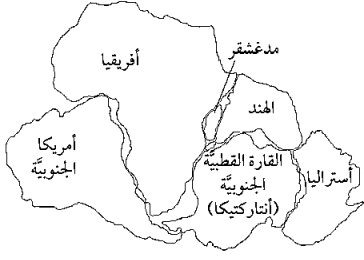 أفريقيا
مدغشقر
الهند
أمريكا
الجنوبيَّة
القارة القطبيَّة
الجنوبيَّة
(أنتاركتيكا)
أستراليا